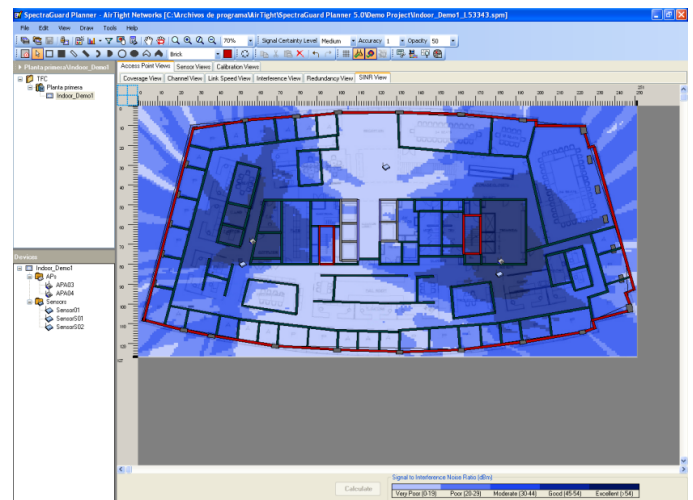 SpectraGuard Planner - AirTight Networks [C:\Archivos de programa\AirTight\SpectraGuard Planner 5.0\Demo Project\Indoor_Demo1_L53343.spm]
File Edit View Draw Tools Help
70% Signal Certainty Level Medium Accuracy 1 Opacity 50
Brick
Planta primera\Indoor_Demo1
Access Point Views Sensor Views Calibration Views
Coverage View Channel View Link Speed View Interference View Redundancy View SINR View
TFC
Planta primera
Indoor_Demo1
Devices
Indoor_Demo1
APs
APA03
APA04
Sensors
Sensor01
SensorS01
SensorS02
Calculate
Signal to Interference Noise Ratio (dBm)
Very Poor (0-19) Poor (20-29) Moderate (30-44) Good (45-54) Excellent (>54)